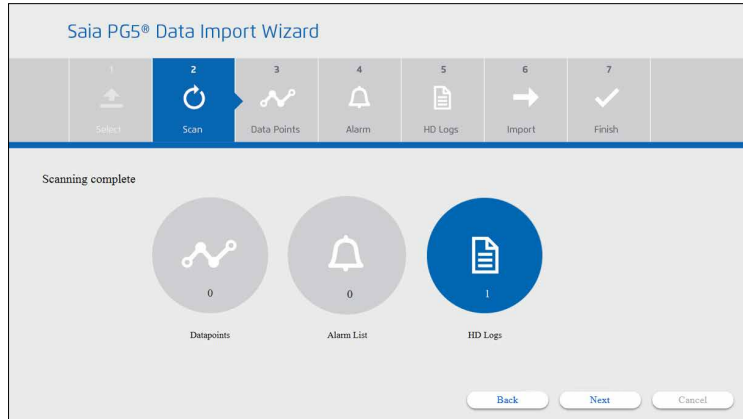 Saia PG5® Data Import Wizard
1 2 3 4 5 6 7
Select Scan Data Points Alarm HD Logs Import Finish
Scanning complete
0 0 1
Datapoints Alarm List HD Logs
Back Next Cancel